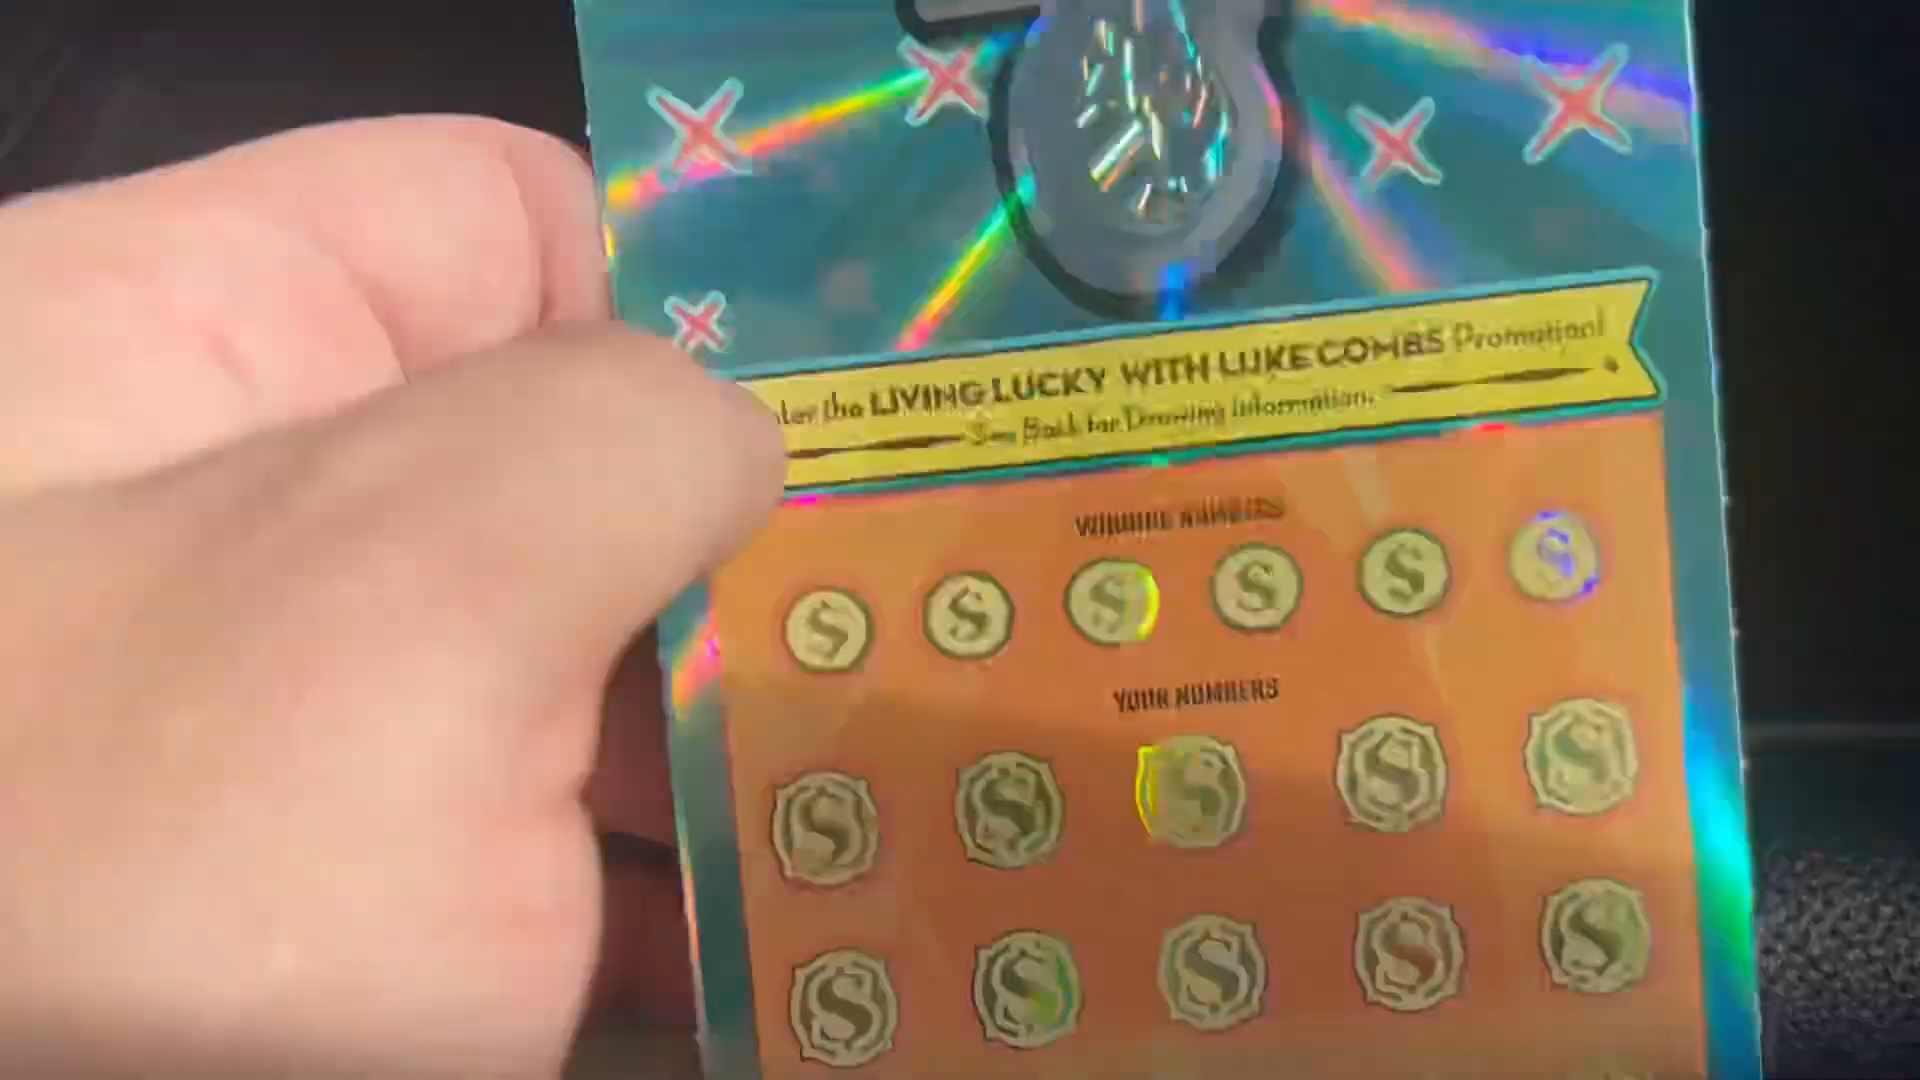 the LIVING LUCKY WITH LUKE COMBS Promotion!
See Back for Drawing Information.
WINNING NUMBERS
S S S S S S
YOUR NUMBERS
S S S S S
S S S S S